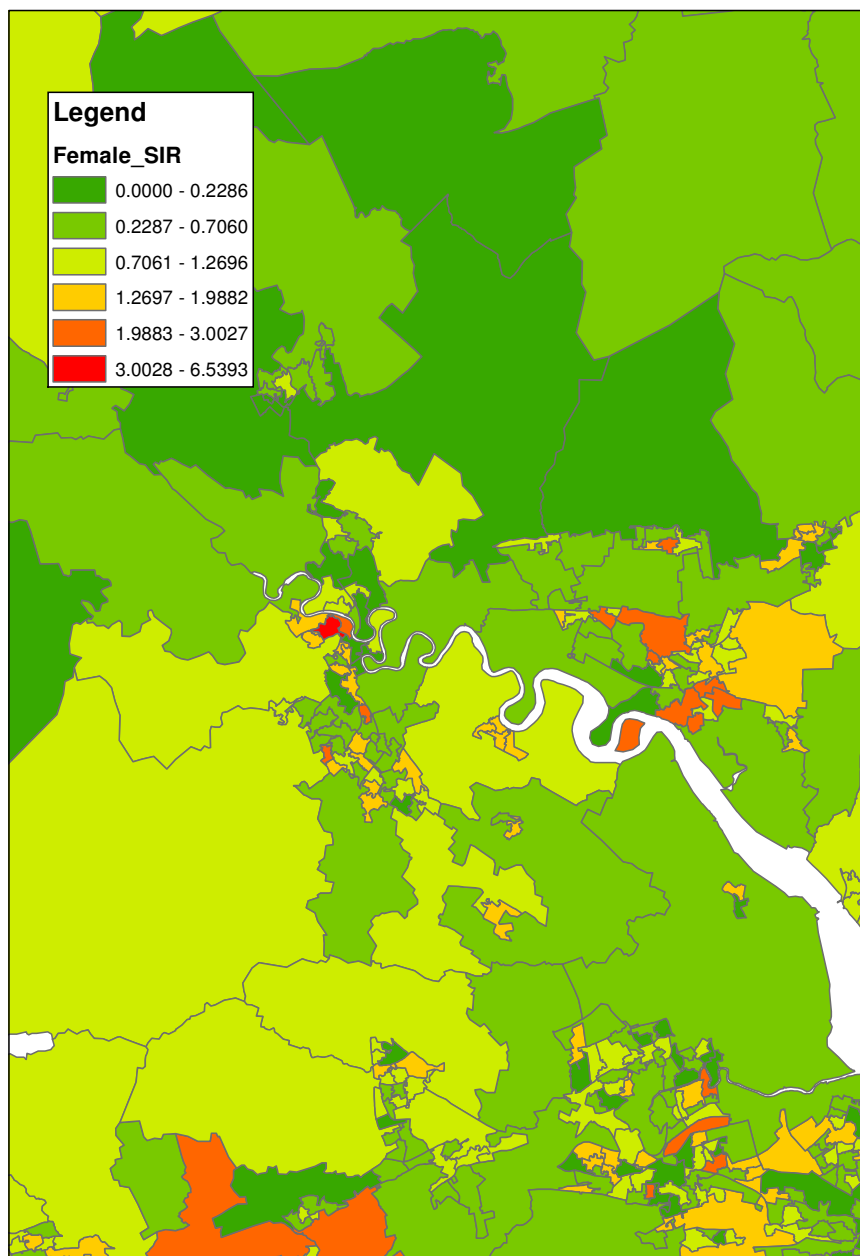 Legend
Female_SIR
0.0000 - 0.2286
0.2287 - 0.7060
0.7061 - 1.2696
1.2697 - 1.9882
1.9883 - 3.0027
3.0028 - 6.5393